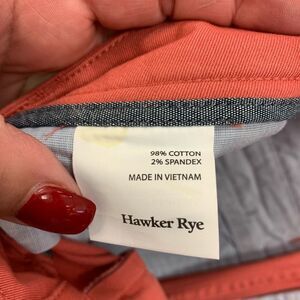 98% COTTON
2% SPANDEX
MADE IN VIETNAM
Hawker Rye